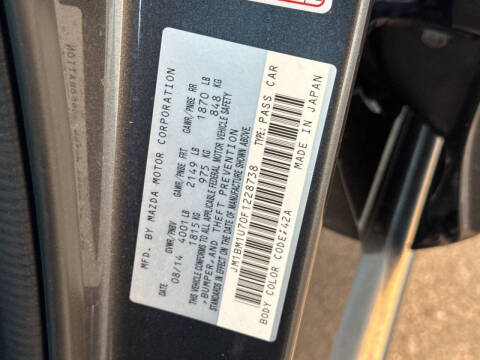 MFD. BY MAZDA MOTOR CORPORATION
DATE GVWR/PNBV GAWR/PNBE FRT GAWR/PNBE RR
08/14 4001 LB 2149 LB 1870 LB
1815 KG 975 KG 848 KG
THIS VEHICLE CONFORMS TO ALL APPLICABLE FEDERAL MOTOR VEHICLE SAFETY
, BUMPER, AND THEFT PREVENTION
STANDARDS IN EFFECT ON THE DATE OF MANUFACTURE SHOWN ABOVE.
JM1BM1U70F1228738 TYPE: PASS CAR
BODY COLOR CODE:42A MADE IN JAPAN